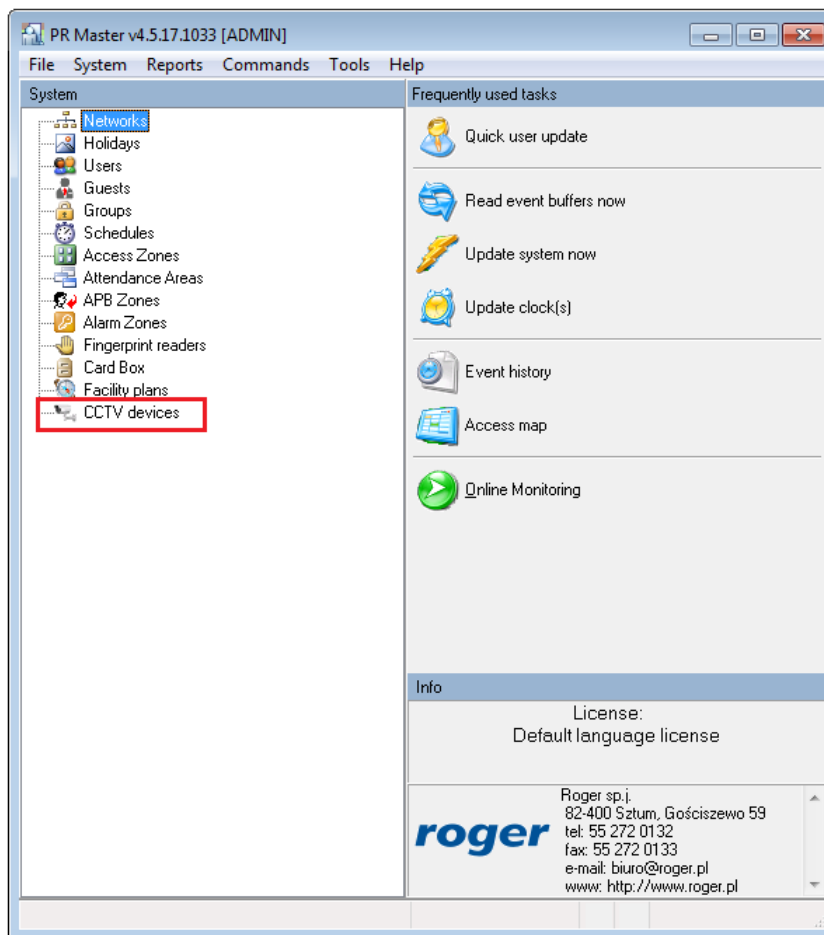 PR Master v4.5.17.1033 [ADMIN]
File System Reports Commands Tools Help
System
Networks
Holidays
Users
Guests
Groups
Schedules
Access Zones
Attendance Areas
APB Zones
Alarm Zones
Fingerprint readers
Card Box
Facility plans
CCTV devices
Frequently used tasks
Quick user update
Read event buffers now
Update system now
Update clock(s)
Event history
Access map
Online Monitoring
Info
License:
Default language license
roger
Roger sp.j.
82-400 Sztum, Gościszewo 59
tel: 55 272 0132
fax: 55 272 0133
e-mail: biuro@roger.pl
www: http://www.roger.pl